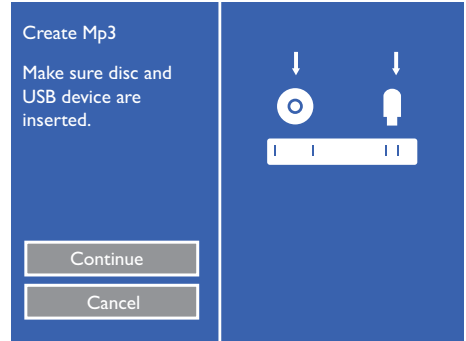 Create Mp3
Make sure disc and
USB device are
inserted.
Continue
Cancel